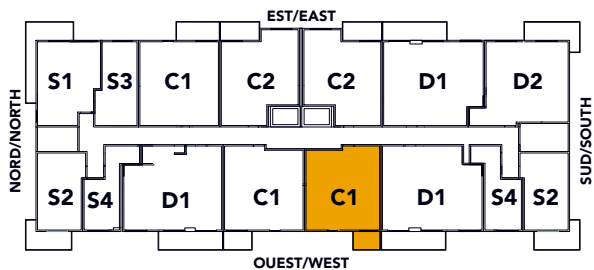 EST/EAST
S1 S3 C1 C2 C2 D1 D2
NORD/NORTH
SUD/SOUTH
S2 S4 D1 C1 C1 D1 S4 S2
OUEST/WEST